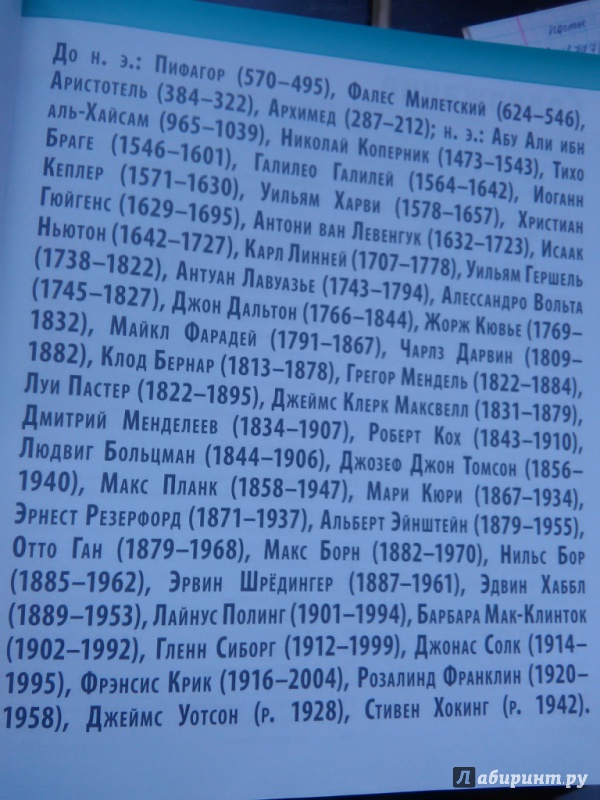 До н. э.: Пифагор (570–495), Фалес Милетский (624–546),
Аристотель (384–322), Архимед (287–212); н. э.: Абу Али ибн
аль-Хайсам (965–1039), Николай Коперник (1473–1543), Тихо
Браге (1546–1601), Галилео Галилей (1564–1642), Иоганн
Кеплер (1571–1630), Уильям Харви (1578–1657), Христиан
Гюйгенс (1629–1695), Антони ван Левенгук (1632–1723), Исаак
Ньютон (1642–1727), Карл Линней (1707–1778), Уильям Гершель
(1738–1822), Антуан Лавуазье (1743–1794), Алессандро Вольта
(1745–1827), Джон Дальтон (1766–1844), Жорж Кювье (1769–
1832), Майкл Фарадей (1791–1867), Чарлз Дарвин (1809–
1882), Клод Бернар (1813–1878), Грегор Мендель (1822–1884),
Луи Пастер (1822–1895), Джеймс Клерк Максвелл (1831–1879),
Дмитрий Менделеев (1834–1907), Роберт Кох (1843–1910),
Людвиг Больцман (1844–1906), Джозеф Джон Томсон (1856–
1940), Макс Планк (1858–1947), Мари Кюри (1867–1934),
Эрнест Резерфорд (1871–1937), Альберт Эйнштейн (1879–1955),
Отто Ган (1879–1968), Макс Борн (1882–1970), Нильс Бор
(1885–1962), Эрвин Шрёдингер (1887–1961), Эдвин Хаббл
(1889–1953), Лайнус Полинг (1901–1994), Барбара Мак-Клинток
(1902–1992), Гленн Сиборг (1912–1999), Джонас Солк (1914–
1995), Фрэнсис Крик (1916–2004), Розалинд Франклин (1920–
1958), Джеймс Уотсон (р. 1928), Стивен Хокинг (р. 1942).
лабиринт.ру